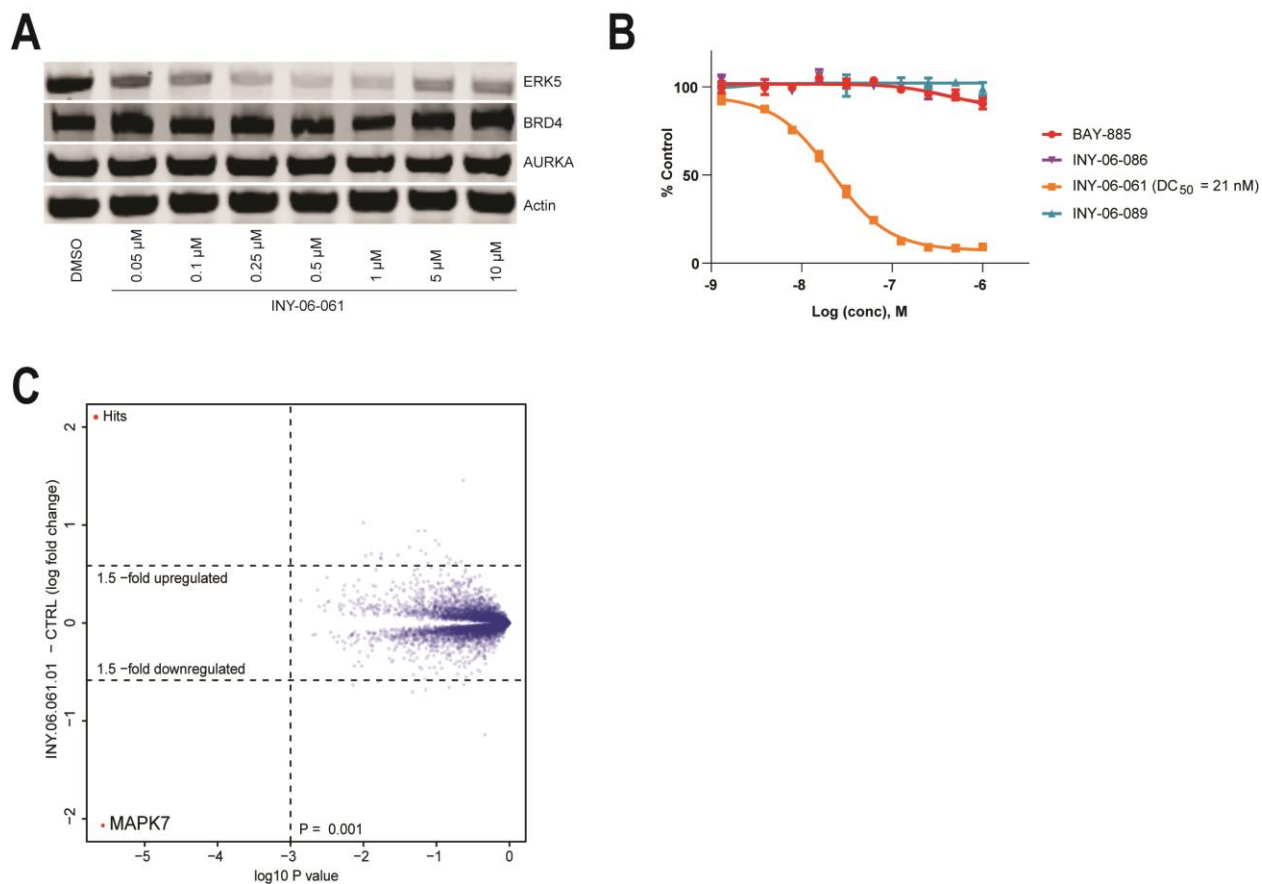 A
ERK5
BRD4
AURKA
Actin
DMSO
0.05 µM
0.1 µM
0.25 µM
0.5 µM
1 µM
5 µM
10 µM
INY-06-061
B
% Control
100
50
0
-9
-8
-7
-6
Log (conc), M
BAY-885
INY-06-086
INY-06-061 (DC50 = 21 nM)
INY-06-089
C
INY.06.061.01 − CTRL (log fold change)
2
1
0
−1
−2
Hits
1.5 −fold upregulated
1.5 −fold downregulated
MAPK7
P = 0.001
−5
−4
−3
−2
−1
0
log10 P value